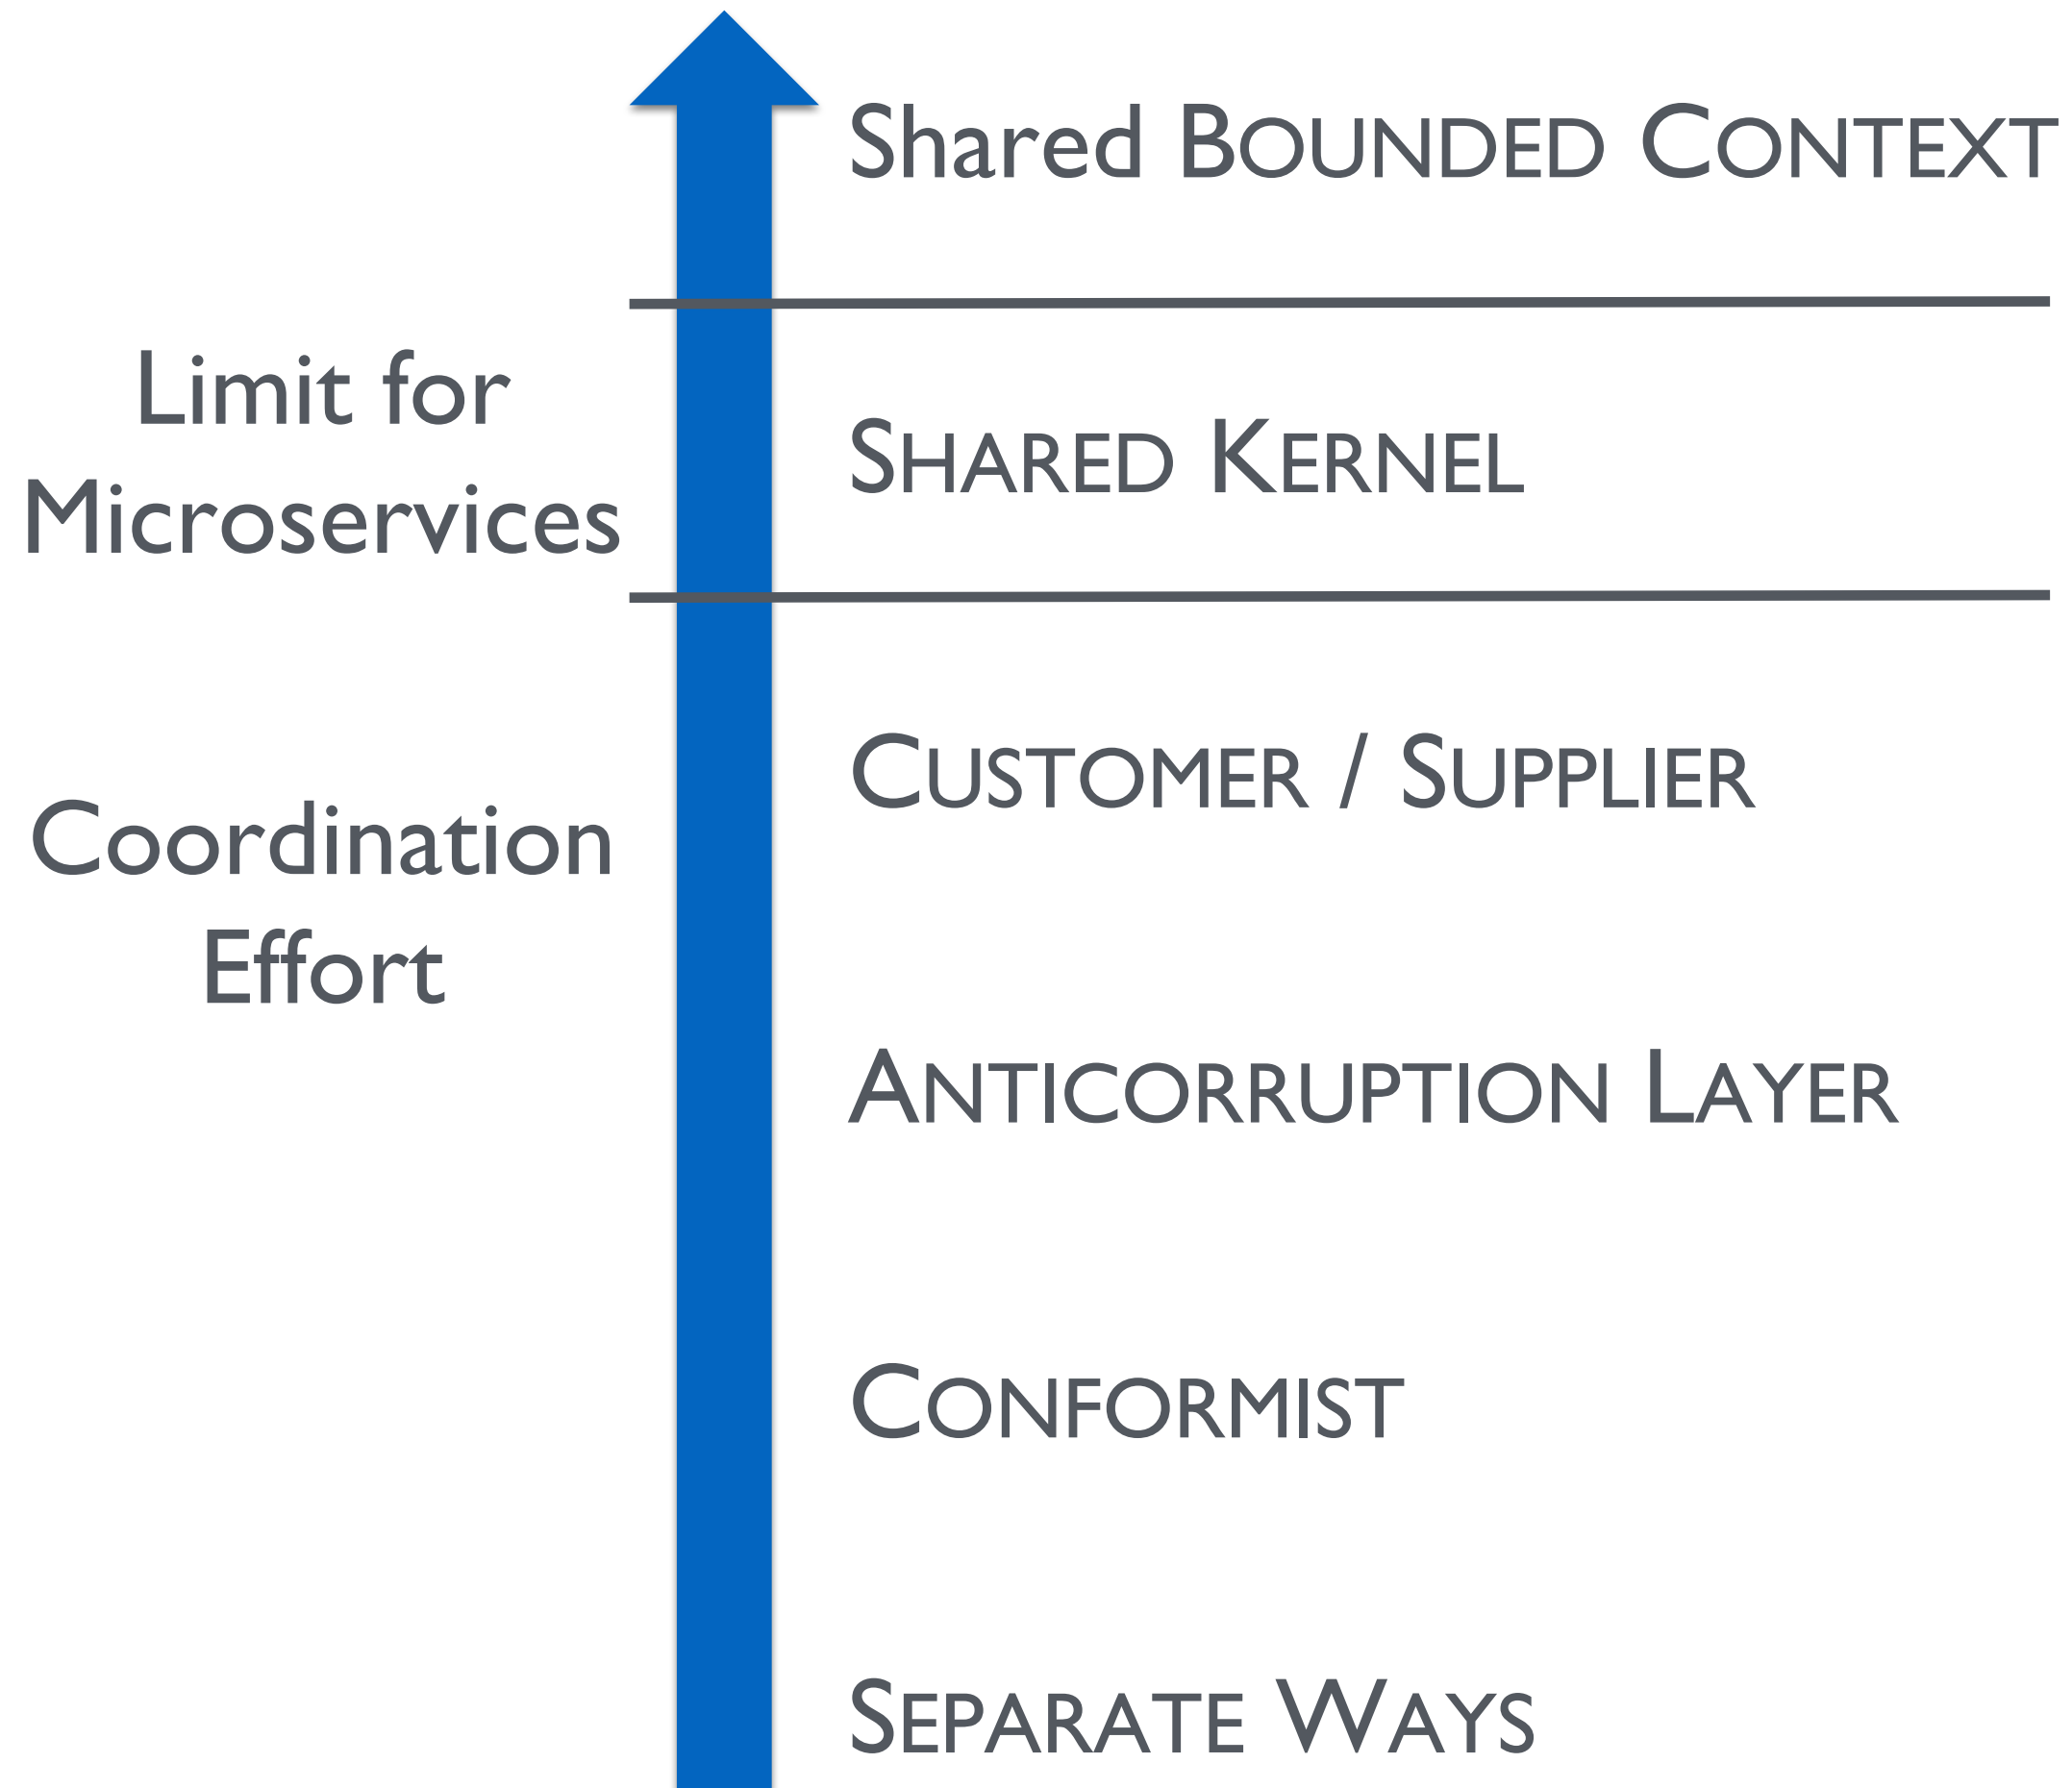 Shared BOUNDED CONTEXT
Limit for
Microservices
SHARED KERNEL
CUSTOMER / SUPPLIER
Coordination
Effort
ANTICORRUPTION LAYER
CONFORMIST
SEPARATE WAYS